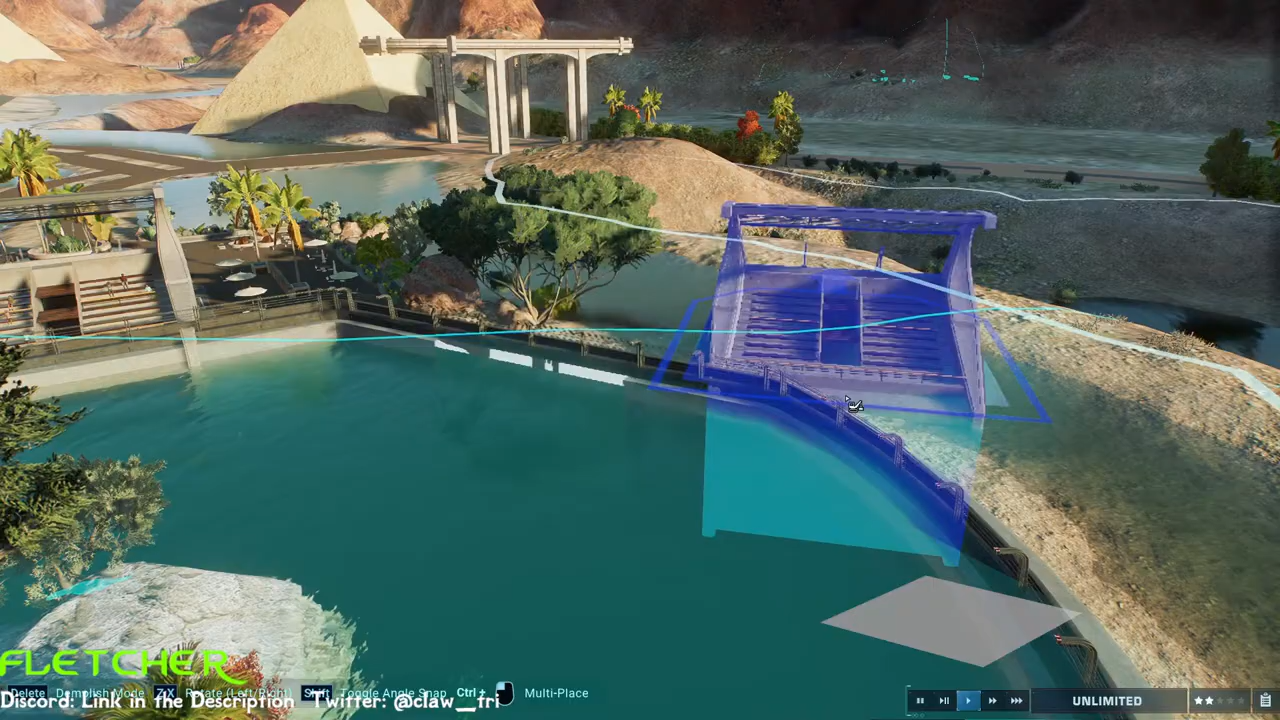 FLETCHER
Delete Demolish Mode Z X Rotate (Left/Right) Shift Toggle Angle Snap Ctrl + Multi-Place
Discord: Link in the Description Twitter: @claw__fri
UNLIMITED